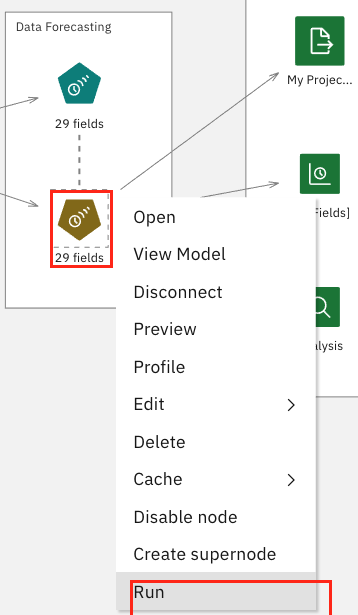 Data Forecasting
29 fields
My Projec...
29 fields
Fields]
alysis
Open
View Model
Disconnect
Preview
Profile
Edit
Delete
Cache
Disable node
Create supernode
Run